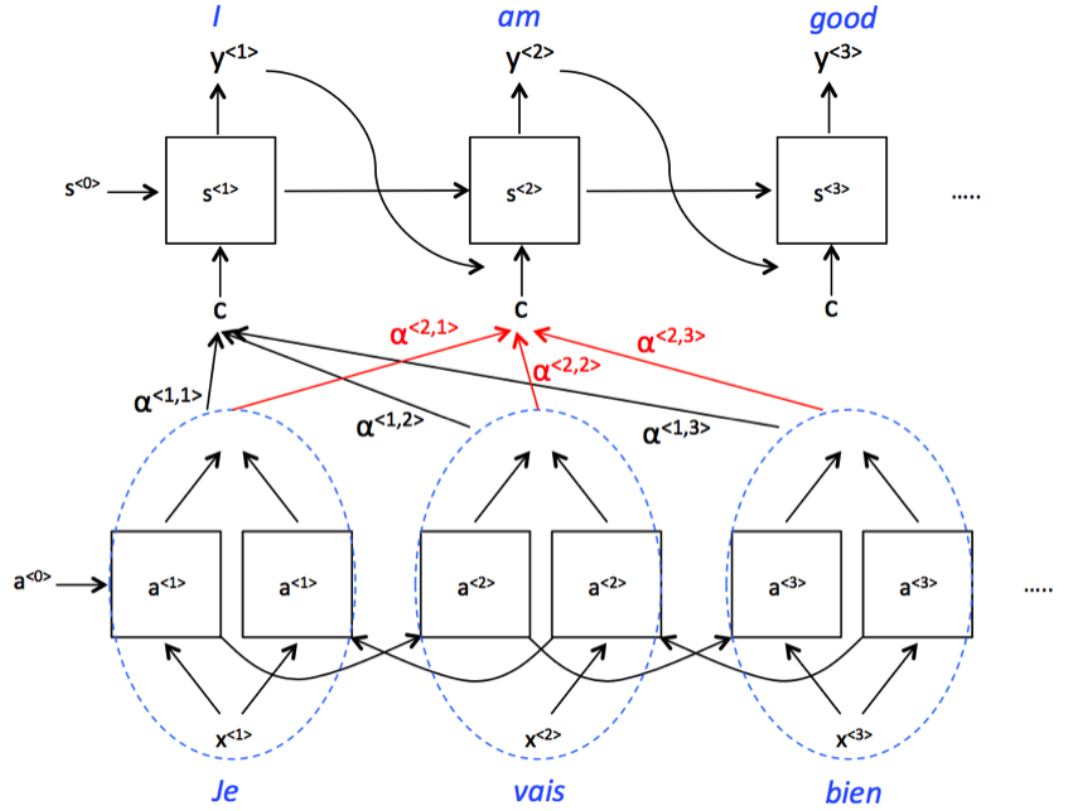 I am good
y<1> y<2> y<3>
s<0> s<1> s<2> s<3> .....
c c c
α<2,1> α<2,2> α<2,3>
α<1,1> α<1,2> α<1,3>
a<0> a<1> a<1> a<2> a<2> a<3> a<3> .....
x<1> x<2> x<3>
Je vais bien